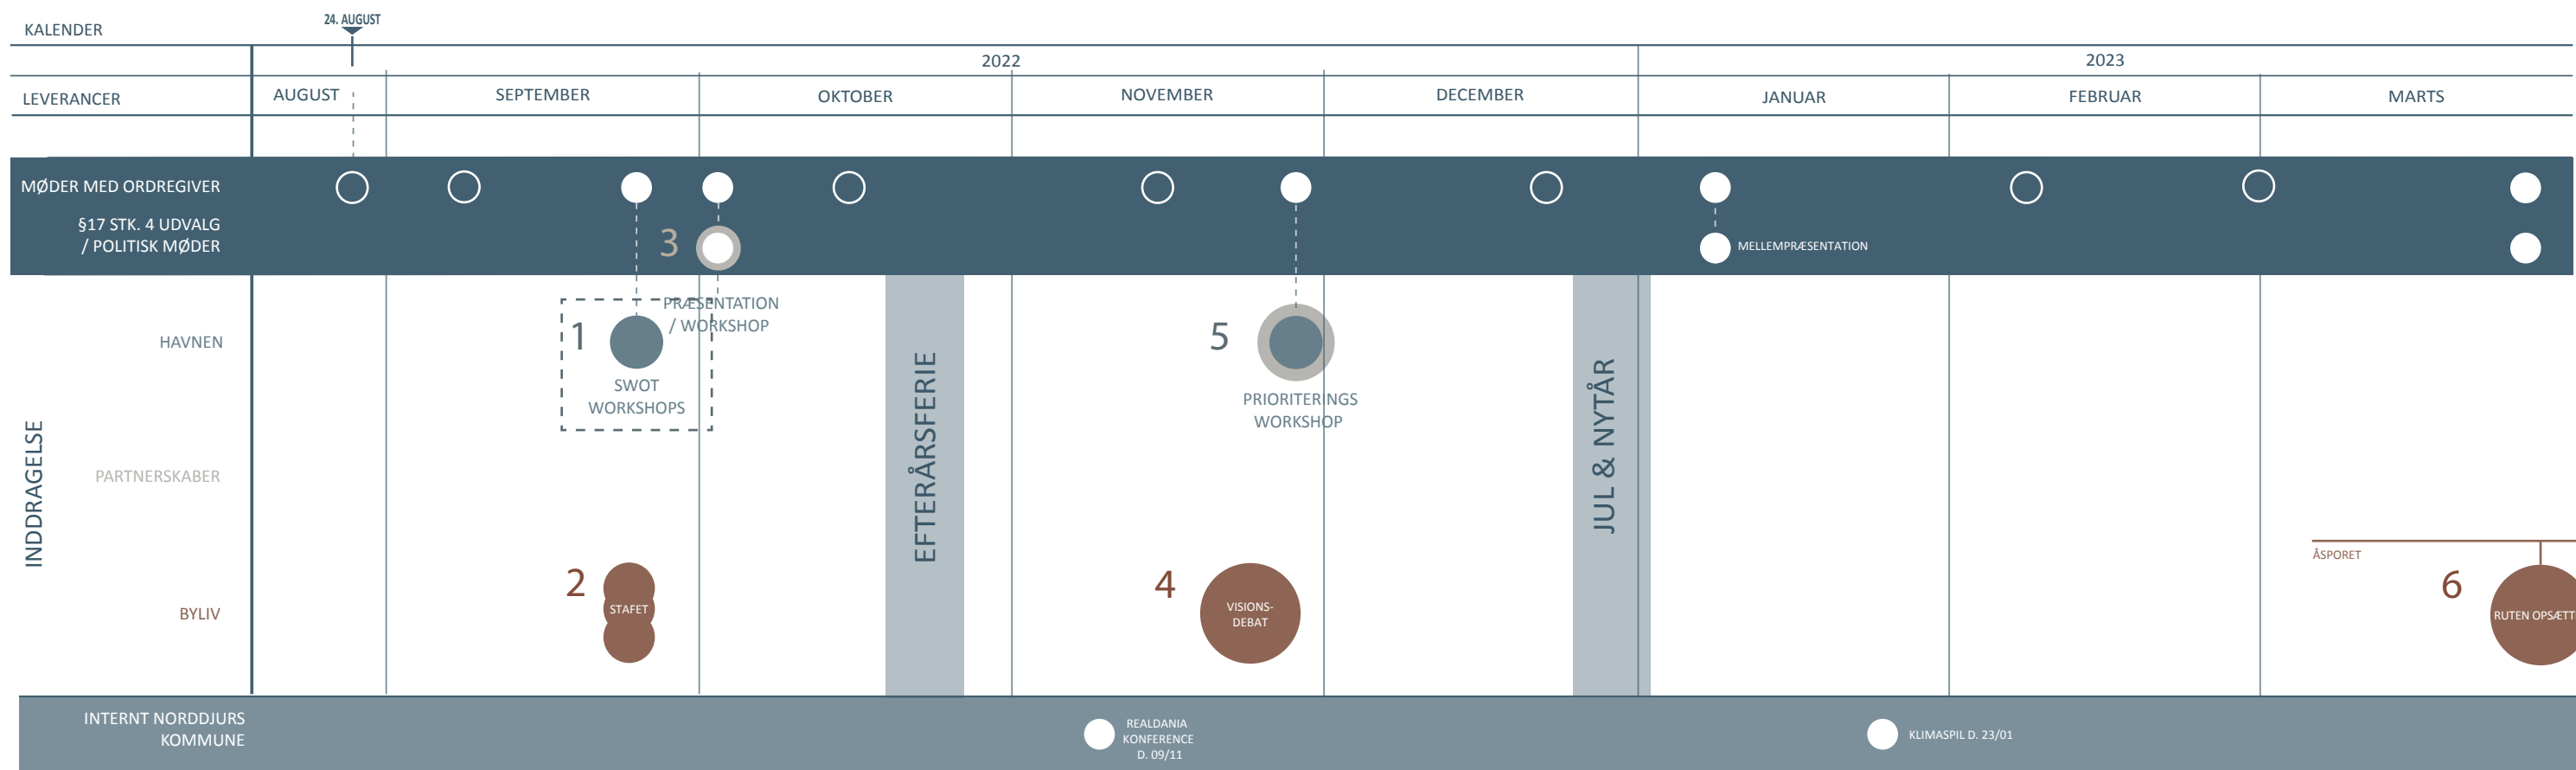 24. AUGUST
KALENDER
2022
2023
LEVERANCER
AUGUST
SEPTEMBER
OKTOBER
NOVEMBER
DECEMBER
JANUAR
FEBRUAR
MARTS
MØDER MED ORDREGIVER
§17 STK. 4 UDVALG
/ POLITISK MØDER
3
MELLEMPRÆSENTATION
PRÆSENTATION
/ WORKSHOP
HAVNEN
1
SWOT
WORKSHOPS
5
PRIORITERINGS
WORKSHOP
EFTERÅRSFERIE
JUL & NYTÅR
INDDRAGELSE
PARTNERSKABER
BYLIV
2
STAFET
4
VISIONS-
DEBAT
ÅSPORET
6
RUTEN OPSÆTT
INTERNT NORDDJURS
KOMMUNE
REALDANIA
KONFERENCE
D. 09/11
KLIMASPIL D. 23/01